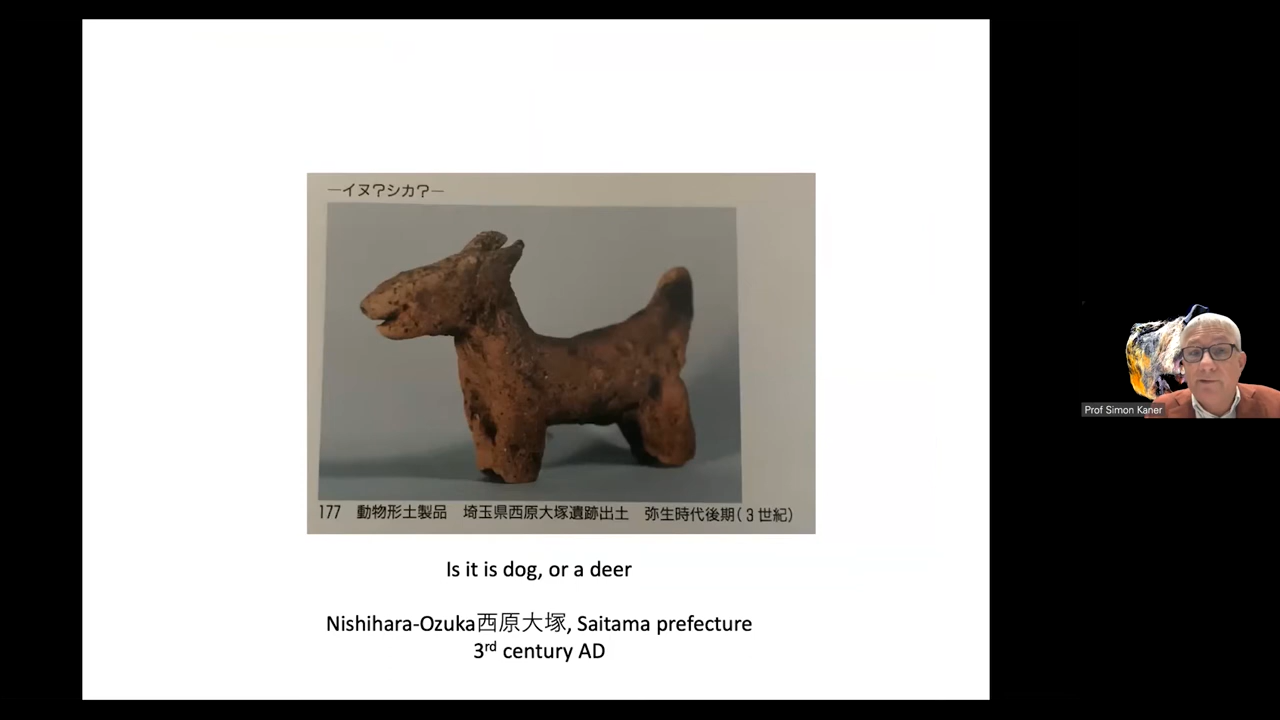 ―イヌ?シカ?―
177 動物形土製品 埼玉県西原大塚遺跡出土 弥生時代後期(3世紀)
Is it is dog, or a deer
Nishihara-Ozuka西原大塚, Saitama prefecture
3rd century AD
Prof Simon Kaner